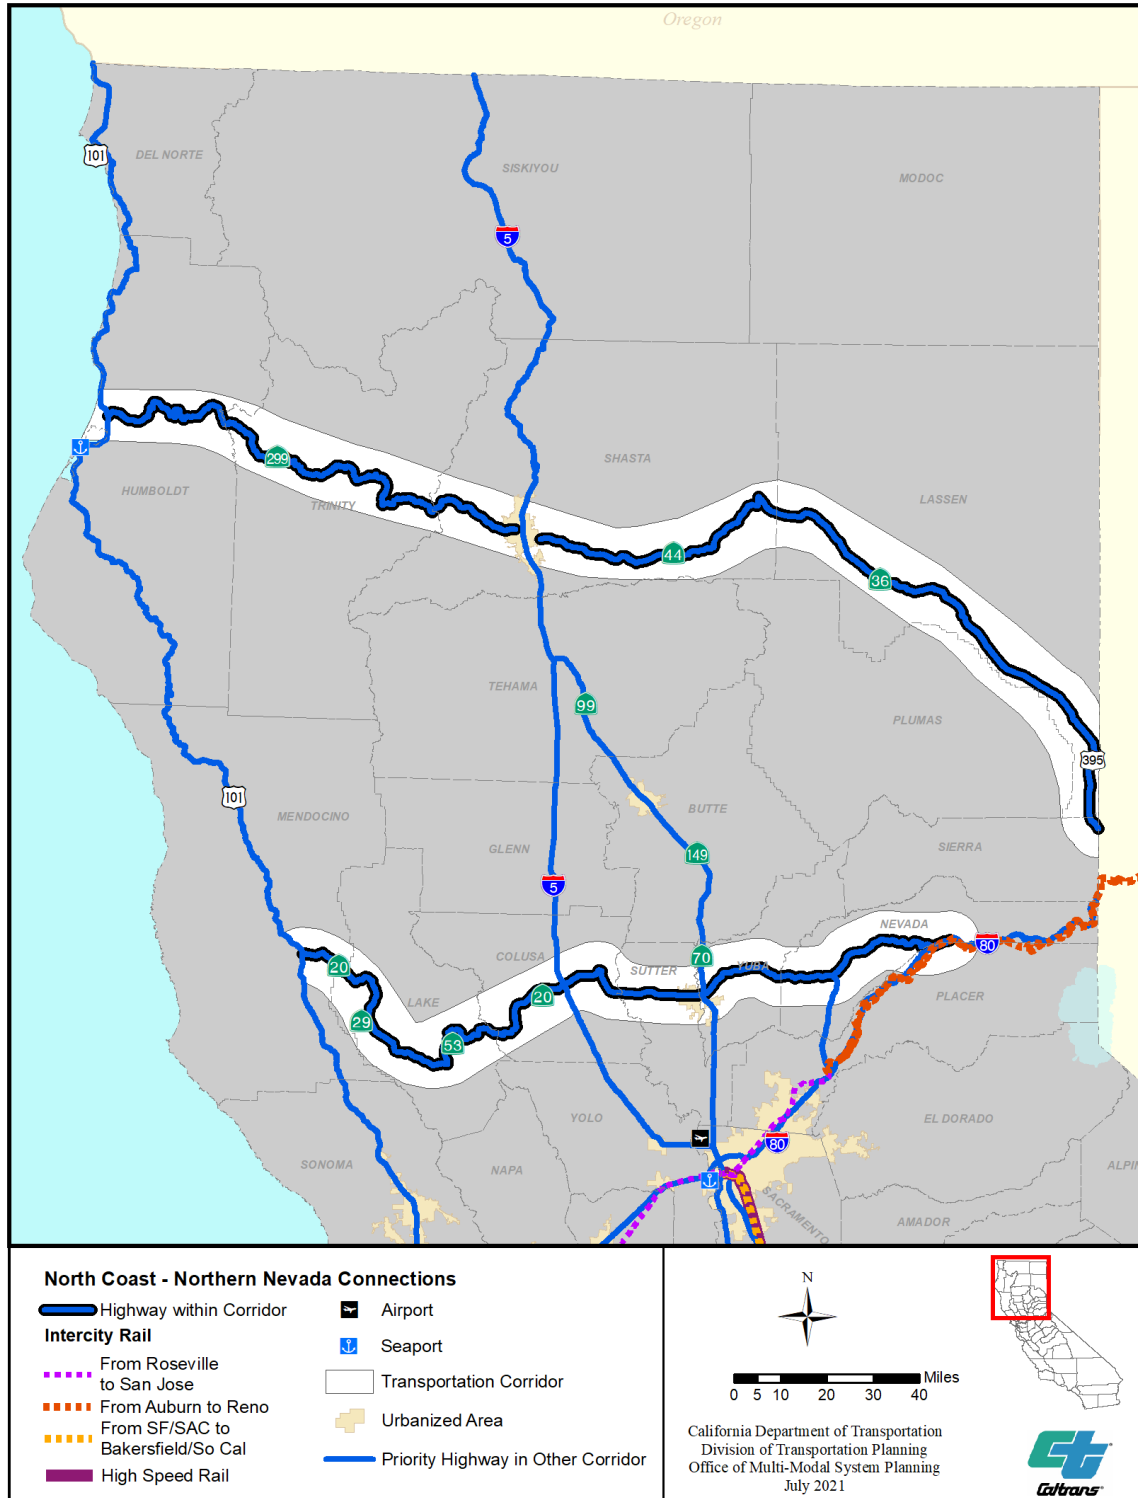 Oregon
DEL NORTE
SISKIYOU
MODOC
101
5
299
SHASTA
LASSEN
HUMBOLDT
TRINITY
44
36
TEHAMA
99
PLUMAS
395
101
MENDOCINO
BUTTE
GLENN
149
SIERRA
5
NEVADA
80
COLUSA
70
YUBA
SUTTER
20
20
LAKE
PLACER
29
53
YOLO
EL DORADO
80
SONOMA
NAPA
ALPIN
SACRAMENTO
AMADOR
North Coast - Northern Nevada Connections
Highway within Corridor
Intercity Rail
From Roseville
to San Jose
From Auburn to Reno
From SF/SAC to
Bakersfield/So Cal
High Speed Rail
Airport
Seaport
Transportation Corridor
Urbanized Area
Priority Highway in Other Corridor
N
Miles
0 5 10 20 30 40
California Department of Transportation
Division of Transportation Planning
Office of Multi-Modal System Planning
July 2021
ct
Caltrans